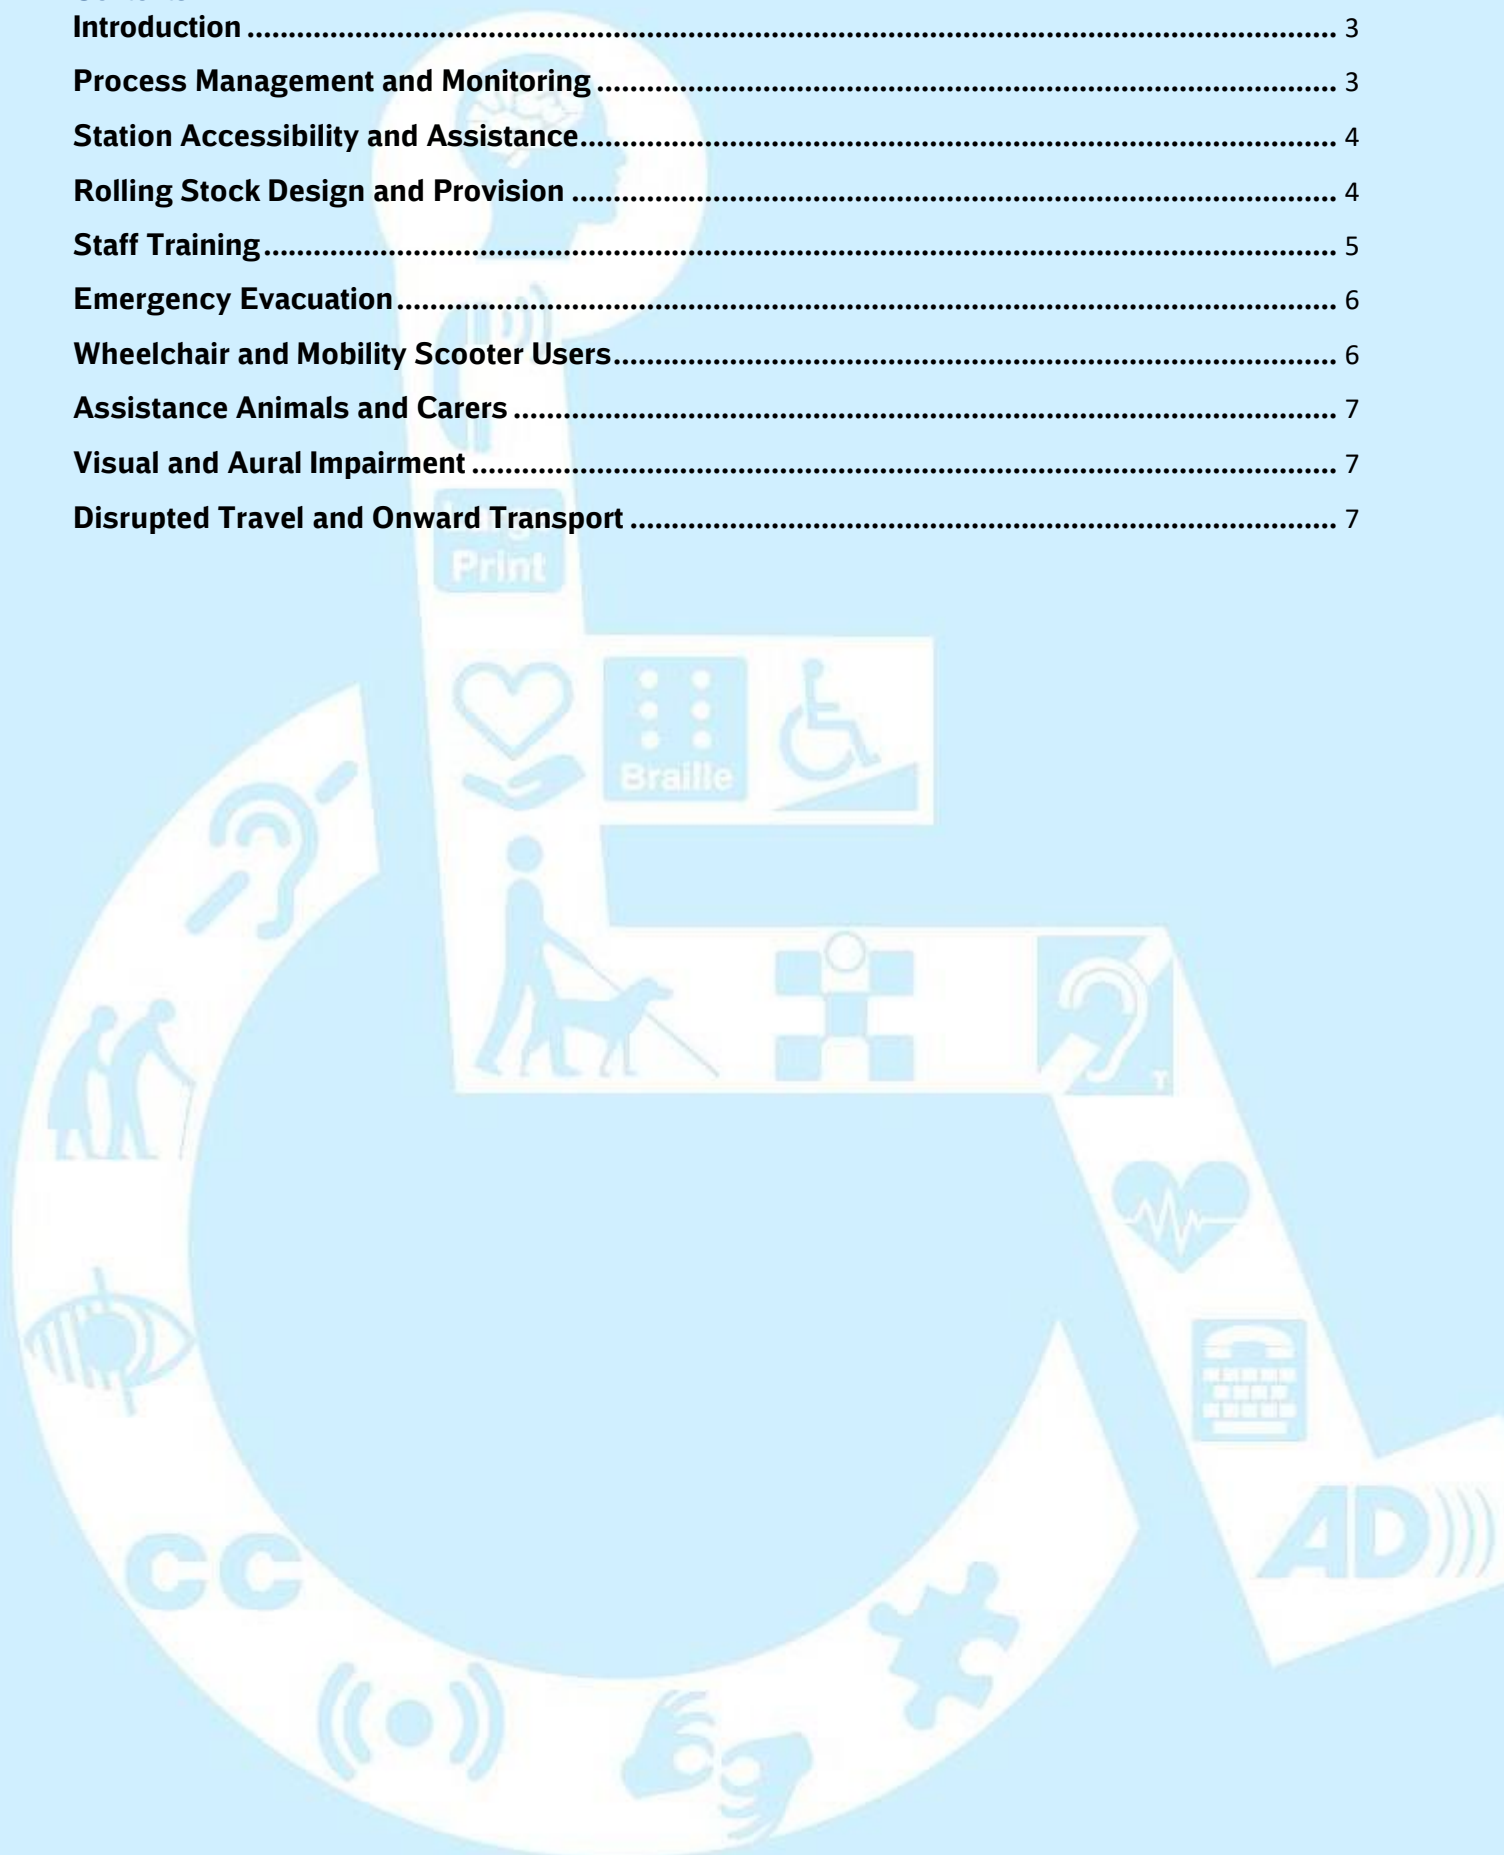 Introduction ........................................................................................................................................ 3
Process Management and Monitoring ........................................................................................... 3
Station Accessibility and Assistance............................................................................................. 4
Rolling Stock Design and Provision .............................................................................................. 4
Staff Training.................................................................................................................................... 5
Emergency Evacuation................................................................................................................... 6
Wheelchair and Mobility Scooter Users......................................................................................... 6
Assistance Animals and Carers ..................................................................................................... 7
Visual and Aural Impairment .......................................................................................................... 7
Disrupted Travel and Onward Transport ....................................................................................... 7
Print
Braille
T
CC
AD